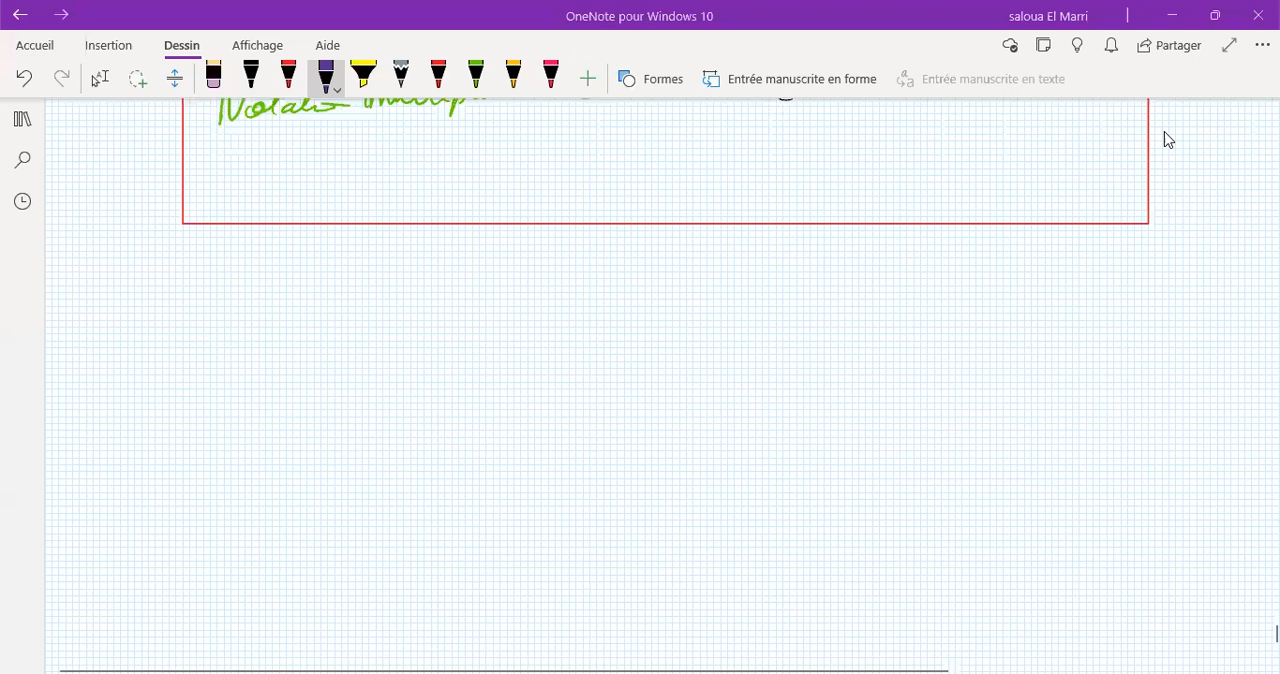 OneNote pour Windows 10
saloua El Marri
Accueil Insertion Dessin Affichage Aide
Partager
Formes Entrée manuscrite en forme Entrée manuscrite en texte
Notation